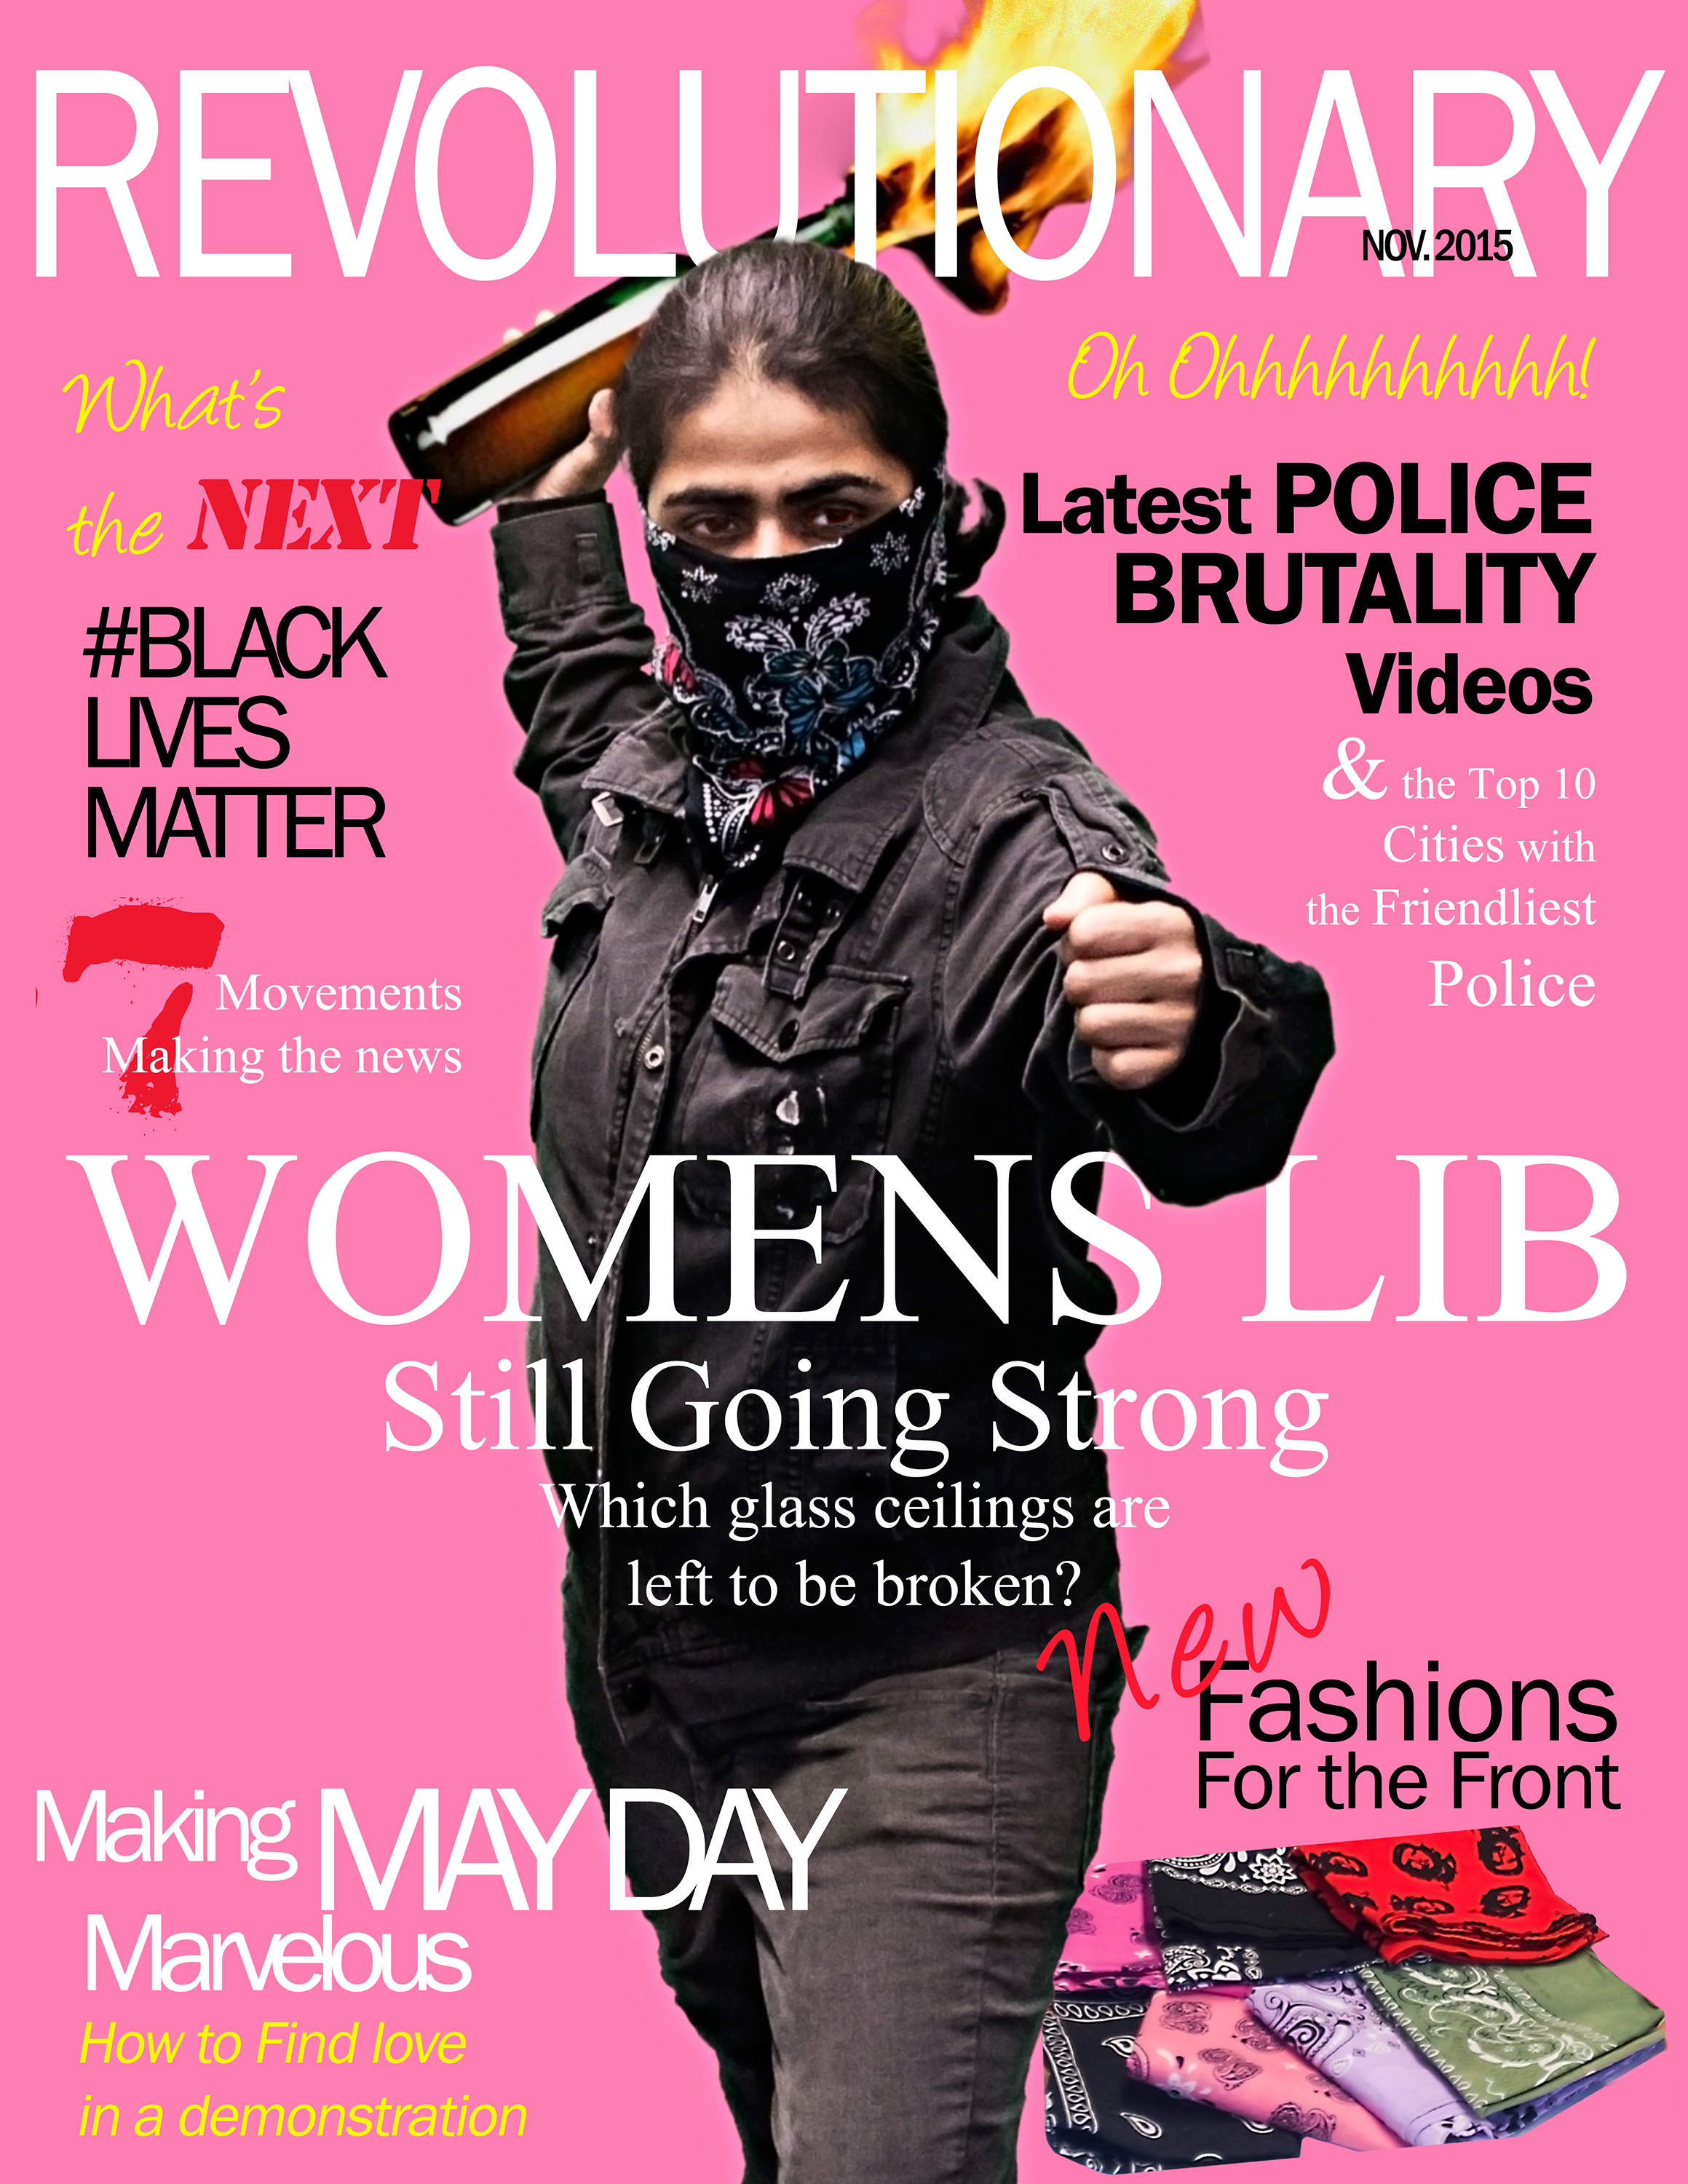 REVOLUTIONARY
NOV. 2015
What's
the NEXT
#BLACK
LIVES
MATTER
7 Movements
Making the news
Oh Ohhhhhhhhhhh!
Latest POLICE
BRUTALITY
Videos
& the Top 10
Cities with
the Friendliest
Police
WOMENS LIB
Still Going Strong
Which glass ceilings are
left to be broken?
New
Fashions
For the Front
Making MAY DAY
Marvelous
How to Find love
in a demonstration